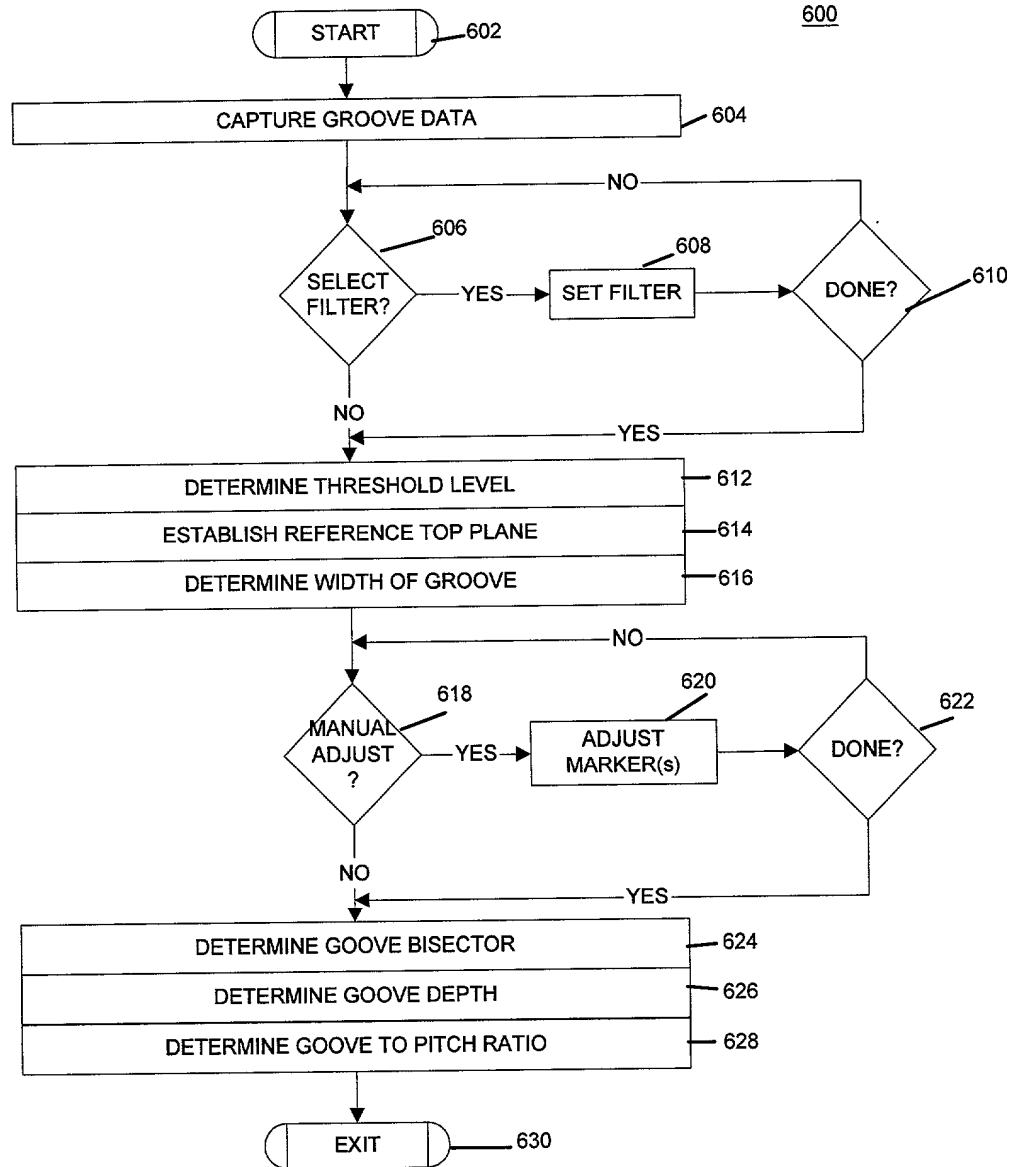 600
START
602
CAPTURE GROOVE DATA
604
NO
606
SELECT
FILTER?
YES
608
SET FILTER
DONE?
610
NO
YES
DETERMINE THRESHOLD LEVEL
612
ESTABLISH REFERENCE TOP PLANE
614
DETERMINE WIDTH OF GROOVE
616
NO
618
MANUAL
ADJUST
?
YES
620
ADJUST
MARKER(s)
DONE?
622
NO
YES
DETERMINE GOOVE BISECTOR
624
DETERMINE GOOVE DEPTH
626
DETERMINE GOOVE TO PITCH RATIO
628
EXIT
630